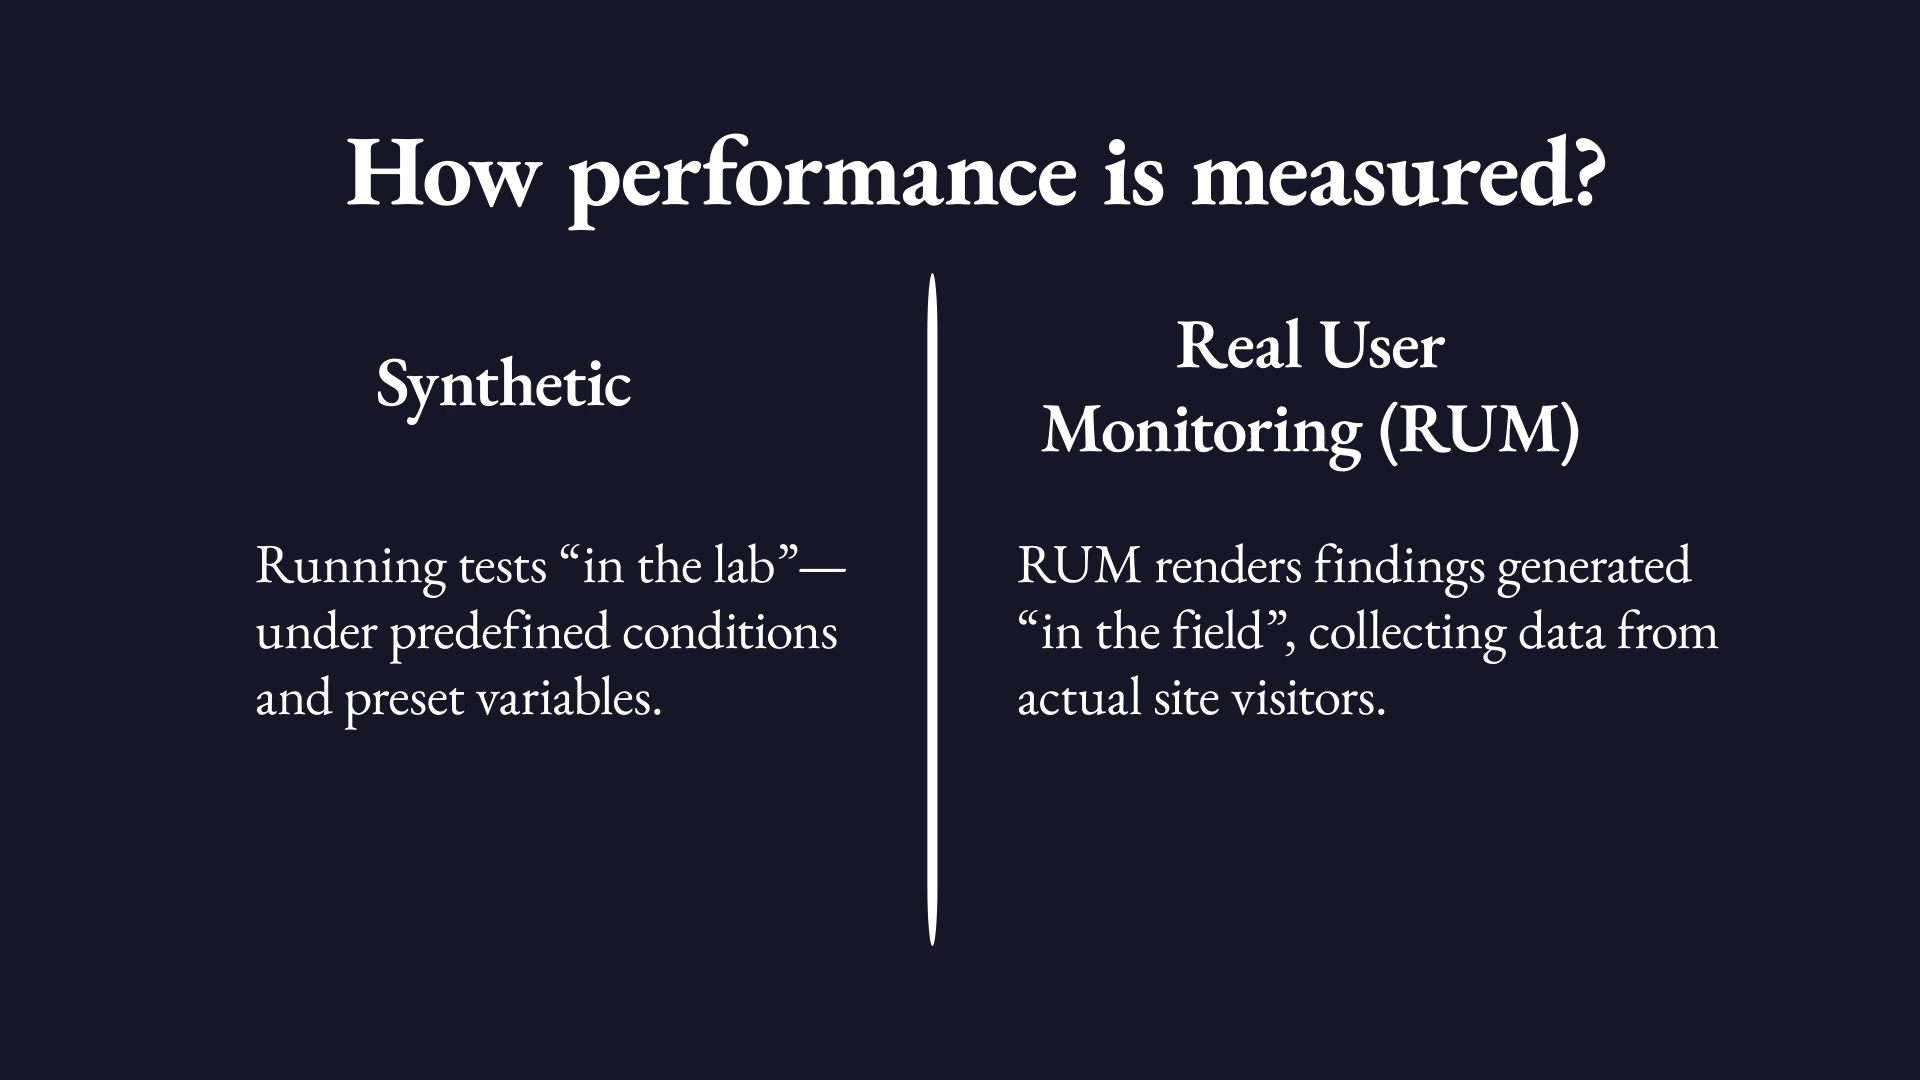 How performance is measured?
Synthetic
Running tests “in the lab”—
under predefined conditions
and preset variables.
Real User
Monitoring (RUM)
RUM renders findings generated
“in the field”, collecting data from
actual site visitors.